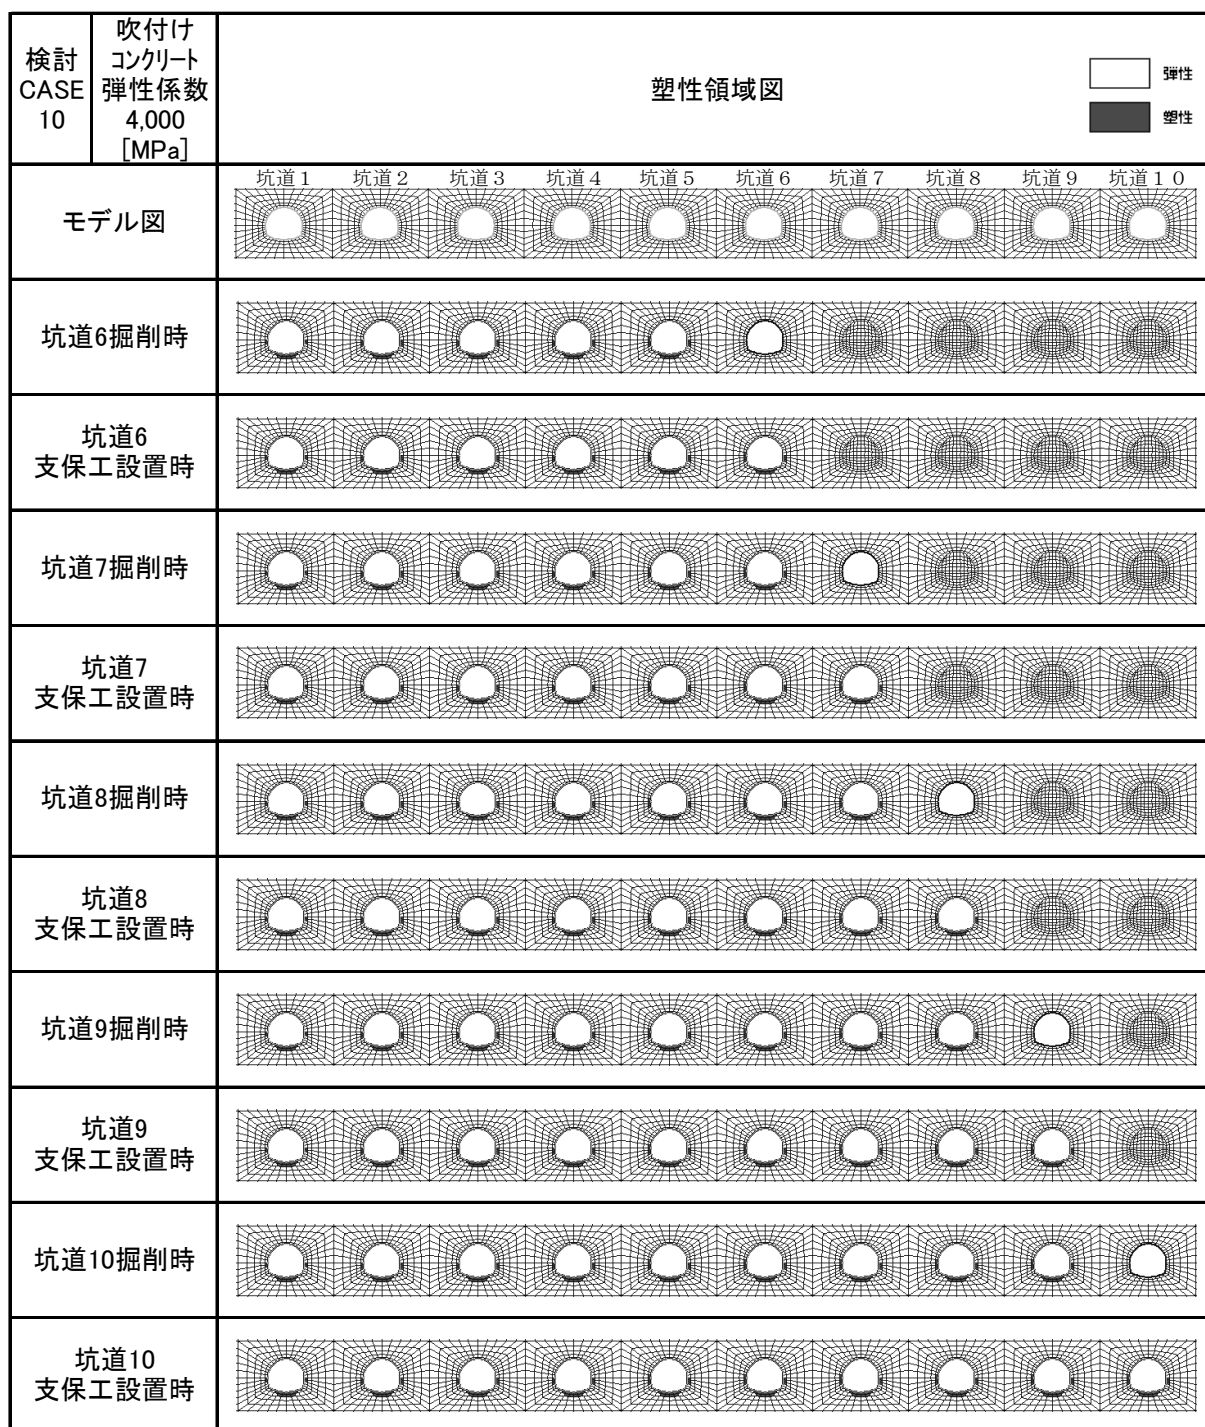 検討
CASE
10
吹付け
コンクリート
弾性係数
4,000
[MPa]
塑性領域図
弾性
塑性
モデル図
坑道1 坑道2 坑道3 坑道4 坑道5 坑道6 坑道7 坑道8 坑道9 坑道10
坑道6掘削時
坑道6
支保工設置時
坑道7掘削時
坑道7
支保工設置時
坑道8掘削時
坑道8
支保工設置時
坑道9掘削時
坑道9
支保工設置時
坑道10掘削時
坑道10
支保工設置時